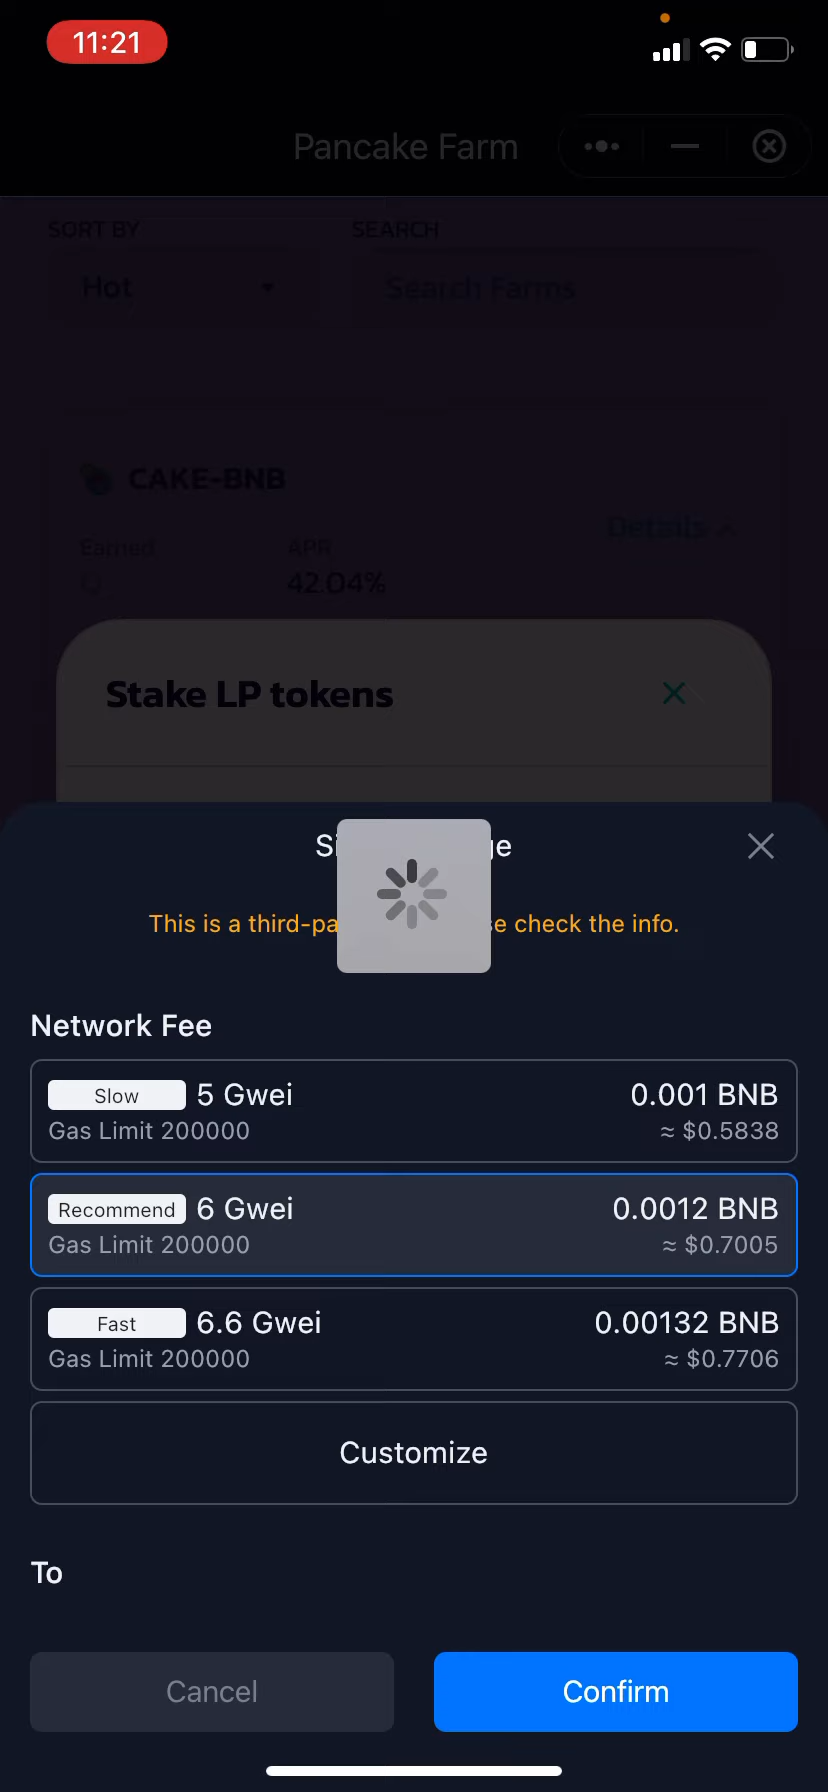 11:21
Pancake Farm
SORT BY SEARCH
Hot Search Farms
CAKE-BNB
Details
Earned APR
0 42.04%
Stake LP tokens
This is a third-pa check the info.
Network Fee
Slow 5 Gwei 0.001 BNB
Gas Limit 200000 ≈ $0.5838
Recommend 6 Gwei 0.0012 BNB
Gas Limit 200000 ≈ $0.7005
Fast 6.6 Gwei 0.00132 BNB
Gas Limit 200000 ≈ $0.7706
Customize
To
Cancel Confirm